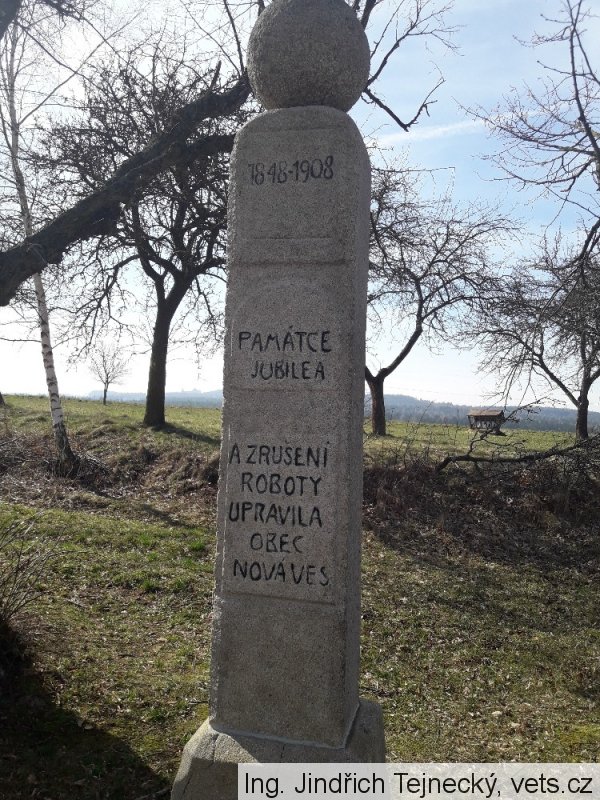 1848-1908
PAMÁTCE
JUBILEA
A ZRUŠENÍ
ROBOTY
UPRAVILA
OBEC
NOVÁ VES
Ing. Jindřich Tejnecký, vets.cz